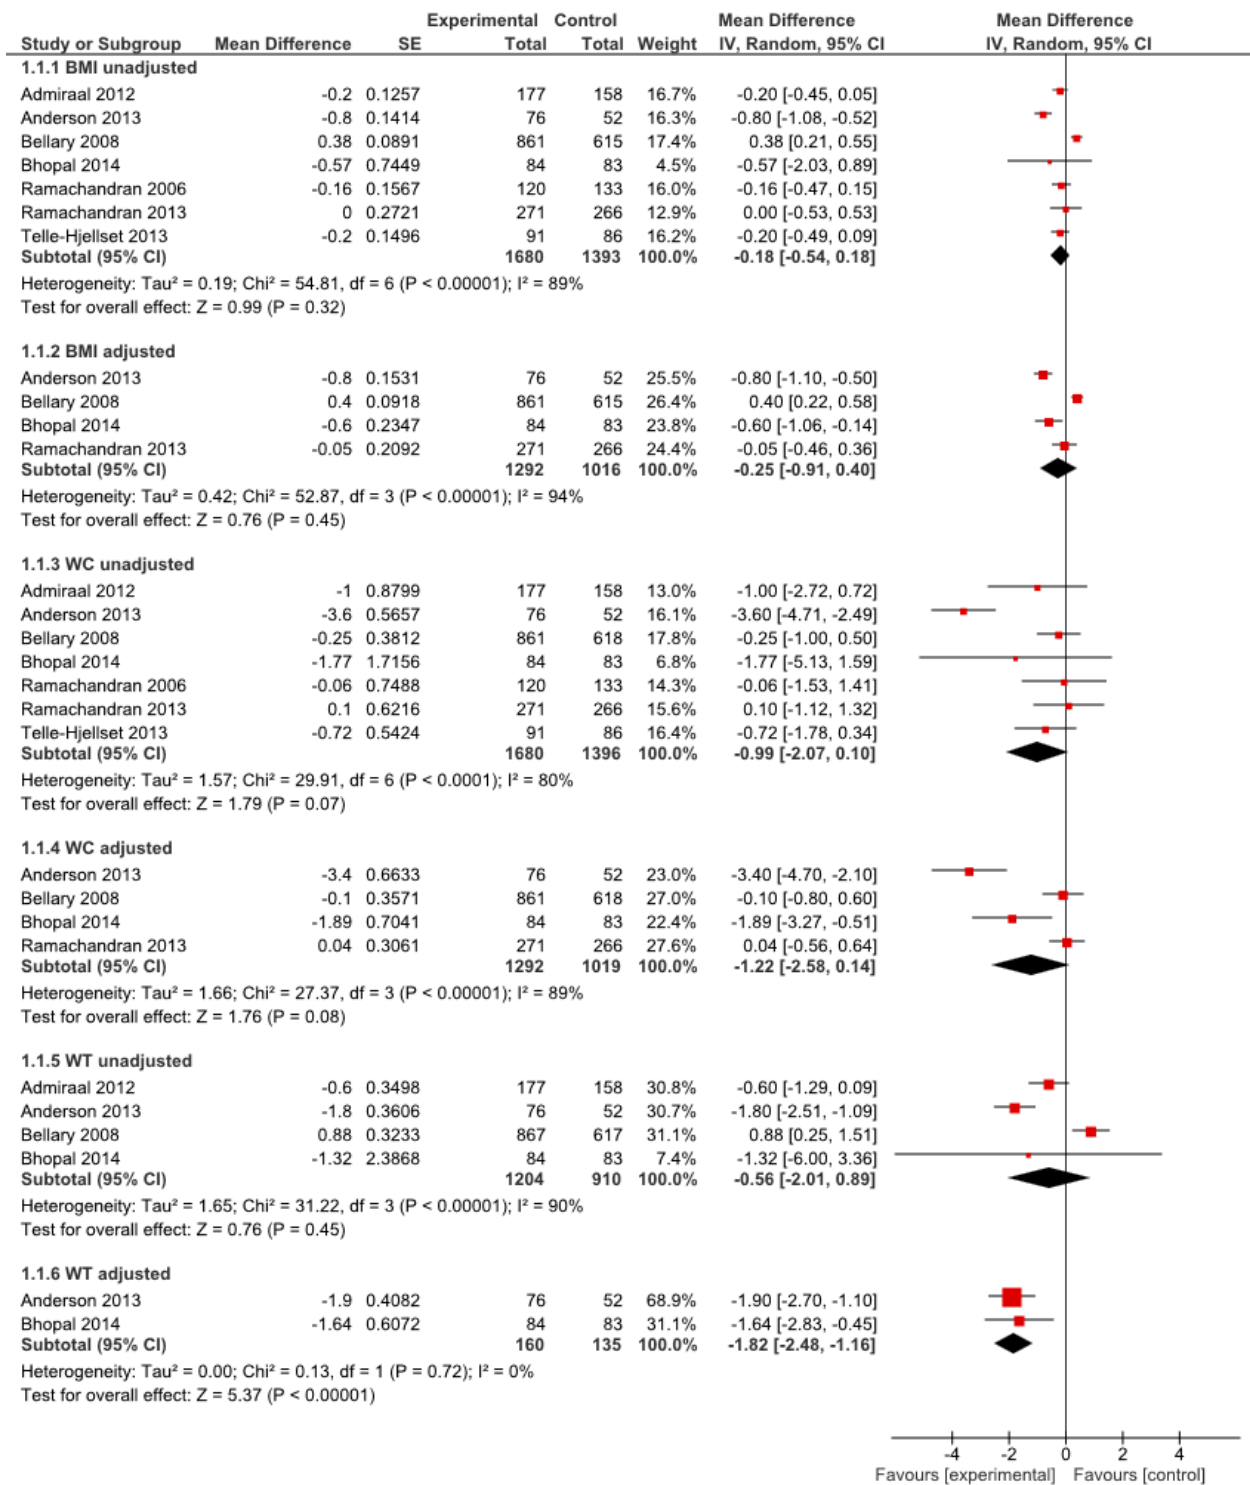 Experimental Control Mean Difference Mean Difference
Study or Subgroup Mean Difference SE Total Total Weight IV, Random, 95% CI IV, Random, 95% CI
1.1.1 BMI unadjusted
Admiraal 2012 -0.2 0.1257 177 158 16.7% -0.20 [-0.45, 0.05]
Anderson 2013 -0.8 0.1414 76 52 16.3% -0.80 [-1.08, -0.52]
Bellary 2008 0.38 0.0891 861 615 17.4% 0.38 [0.21, 0.55]
Bhopal 2014 -0.57 0.7449 84 83 4.5% -0.57 [-2.03, 0.89]
Ramachandran 2006 -0.16 0.1567 120 133 16.0% -0.16 [-0.47, 0.15]
Ramachandran 2013 0 0.2721 271 266 12.9% 0.00 [-0.53, 0.53]
Telle-Hjellset 2013 -0.2 0.1496 91 86 16.2% -0.20 [-0.49, 0.09]
Subtotal (95% CI) 1680 1393 100.0% -0.18 [-0.54, 0.18]
Heterogeneity: Tau² = 0.19; Chi² = 54.81, df = 6 (P < 0.00001); I² = 89%
Test for overall effect: Z = 0.99 (P = 0.32)
1.1.2 BMI adjusted
Anderson 2013 -0.8 0.1531 76 52 25.5% -0.80 [-1.10, -0.50]
Bellary 2008 0.4 0.0918 861 615 26.4% 0.40 [0.22, 0.58]
Bhopal 2014 -0.6 0.2347 84 83 23.8% -0.60 [-1.06, -0.14]
Ramachandran 2013 -0.05 0.2092 271 266 24.4% -0.05 [-0.46, 0.36]
Subtotal (95% CI) 1292 1016 100.0% -0.25 [-0.91, 0.40]
Heterogeneity: Tau² = 0.42; Chi² = 52.87, df = 3 (P < 0.00001); I² = 94%
Test for overall effect: Z = 0.76 (P = 0.45)
1.1.3 WC unadjusted
Admiraal 2012 -1 0.8799 177 158 13.0% -1.00 [-2.72, 0.72]
Anderson 2013 -3.6 0.5657 76 52 16.1% -3.60 [-4.71, -2.49]
Bellary 2008 -0.25 0.3812 861 618 17.8% -0.25 [-1.00, 0.50]
Bhopal 2014 -1.77 1.7156 84 83 6.8% -1.77 [-5.13, 1.59]
Ramachandran 2006 -0.06 0.7488 120 133 14.3% -0.06 [-1.53, 1.41]
Ramachandran 2013 0.1 0.6216 271 266 15.6% 0.10 [-1.12, 1.32]
Telle-Hjellset 2013 -0.72 0.5424 91 86 16.4% -0.72 [-1.78, 0.34]
Subtotal (95% CI) 1680 1396 100.0% -0.99 [-2.07, 0.10]
Heterogeneity: Tau² = 1.57; Chi² = 29.91, df = 6 (P < 0.0001); I² = 80%
Test for overall effect: Z = 1.79 (P = 0.07)
1.1.4 WC adjusted
Anderson 2013 -3.4 0.6633 76 52 23.0% -3.40 [-4.70, -2.10]
Bellary 2008 -0.1 0.3571 861 618 27.0% -0.10 [-0.80, 0.60]
Bhopal 2014 -1.89 0.7041 84 83 22.4% -1.89 [-3.27, -0.51]
Ramachandran 2013 0.04 0.3061 271 266 27.6% 0.04 [-0.56, 0.64]
Subtotal (95% CI) 1292 1019 100.0% -1.22 [-2.58, 0.14]
Heterogeneity: Tau² = 1.66; Chi² = 27.37, df = 3 (P < 0.00001); I² = 89%
Test for overall effect: Z = 1.76 (P = 0.08)
1.1.5 WT unadjusted
Admiraal 2012 -0.6 0.3498 177 158 30.8% -0.60 [-1.29, 0.09]
Anderson 2013 -1.8 0.3606 76 52 30.7% -1.80 [-2.51, -1.09]
Bellary 2008 0.88 0.3233 867 617 31.1% 0.88 [0.25, 1.51]
Bhopal 2014 -1.32 2.3868 84 83 7.4% -1.32 [-6.00, 3.36]
Subtotal (95% CI) 1204 910 100.0% -0.56 [-2.01, 0.89]
Heterogeneity: Tau² = 1.65; Chi² = 31.22, df = 3 (P < 0.00001); I² = 90%
Test for overall effect: Z = 0.76 (P = 0.45)
1.1.6 WT adjusted
Anderson 2013 -1.9 0.4082 76 52 68.9% -1.90 [-2.70, -1.10]
Bhopal 2014 -1.64 0.6072 84 83 31.1% -1.64 [-2.83, -0.45]
Subtotal (95% CI) 160 135 100.0% -1.82 [-2.48, -1.16]
Heterogeneity: Tau² = 0.00; Chi² = 0.13, df = 1 (P = 0.72); I² = 0%
Test for overall effect: Z = 5.37 (P < 0.00001)
-4 -2 0 2 4
Favours [experimental] Favours [control]